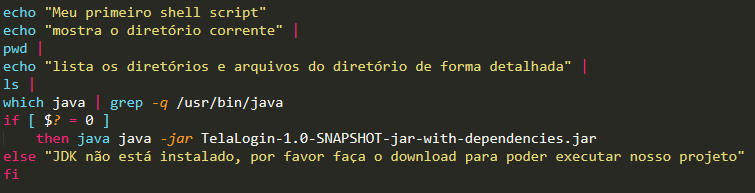 echo "Meu primeiro shell script"
echo "mostra o diretório corrente" |
pwd |
echo "lista os diretórios e arquivos do diretório de forma detalhada" |
ls |
which java | grep -q /usr/bin/java
if [ $? = 0 ]
    then java java -jar TelaLogin-1.0-SNAPSHOT-jar-with-dependencies.jar
else "JDK não está instalado, por favor faça o download para poder executar nosso projeto"
fi